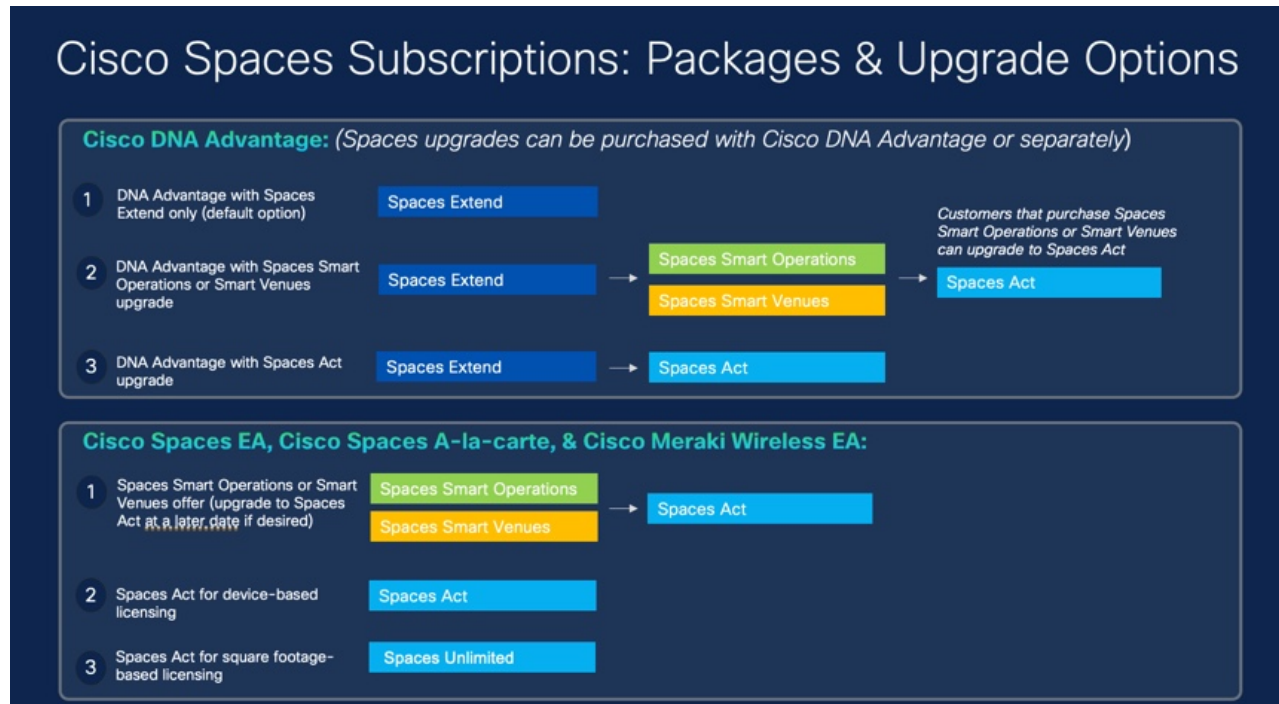 Cisco Spaces Subscriptions: Packages & Upgrade Options
Cisco DNA Advantage: (Spaces upgrades can be purchased with Cisco DNA Advantage or separately)
1
DNA Advantage with Spaces
Extend only (default option)
Spaces Extend
2
DNA Advantage with Spaces Smart
Operations or Smart Venues
upgrade
Spaces Extend
Spaces Smart Operations
Spaces Smart Venues
Customers that purchase Spaces
Smart Operations or Smart Venues
can upgrade to Spaces Act
Spaces Act
3
DNA Advantage with Spaces Act
upgrade
Spaces Extend
Spaces Act
Cisco Spaces EA, Cisco Spaces A-la-carte, & Cisco Meraki Wireless EA:
1
Spaces Smart Operations or Smart
Venues offer (upgrade to Spaces
Act at a later date if desired)
Spaces Smart Operations
Spaces Smart Venues
Spaces Act
2
Spaces Act for device-based
licensing
Spaces Act
3
Spaces Act for square footage-
based licensing
Spaces Unlimited